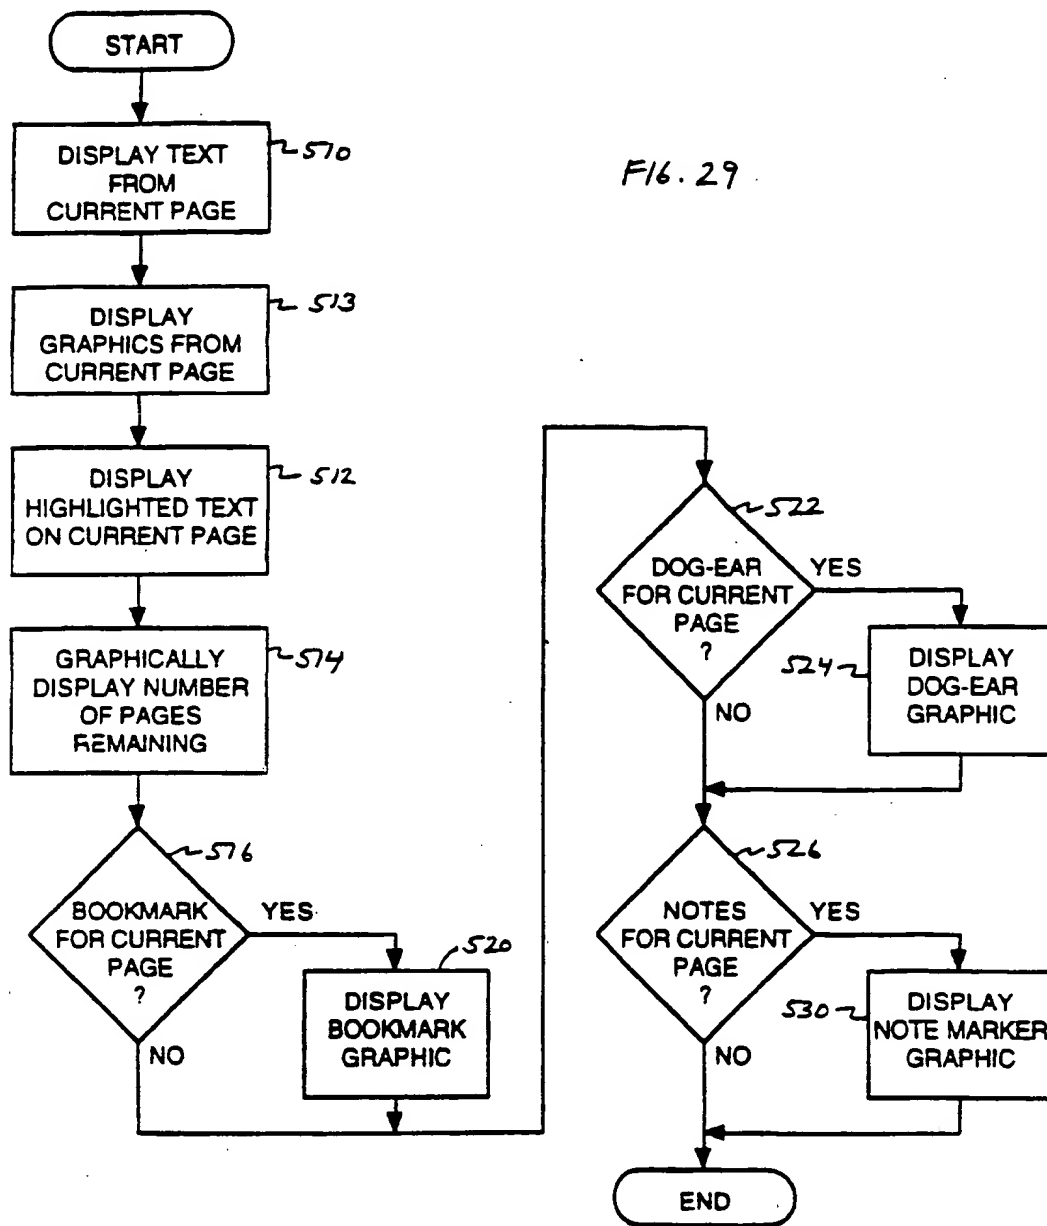 START
DISPLAY TEXT
FROM
CURRENT PAGE
510
FIG. 29
DISPLAY
GRAPHICS FROM
CURRENT PAGE
513
DISPLAY
HIGHLIGHTED TEXT
ON CURRENT PAGE
512
GRAPHICALLY
DISPLAY NUMBER
OF PAGES
REMAINING
514
516
BOOKMARK
FOR CURRENT
PAGE
?
YES
NO
520
DISPLAY
BOOKMARK
GRAPHIC
522
DOG-EAR
FOR CURRENT
PAGE
?
YES
NO
524
DISPLAY
DOG-EAR
GRAPHIC
526
NOTES
FOR CURRENT
PAGE
?
YES
NO
530
DISPLAY
NOTE MARKER
GRAPHIC
END